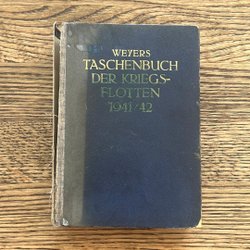 WEYERS
TASCHENBUCH
DER KRIEGS-
FLOTTEN
1941/42